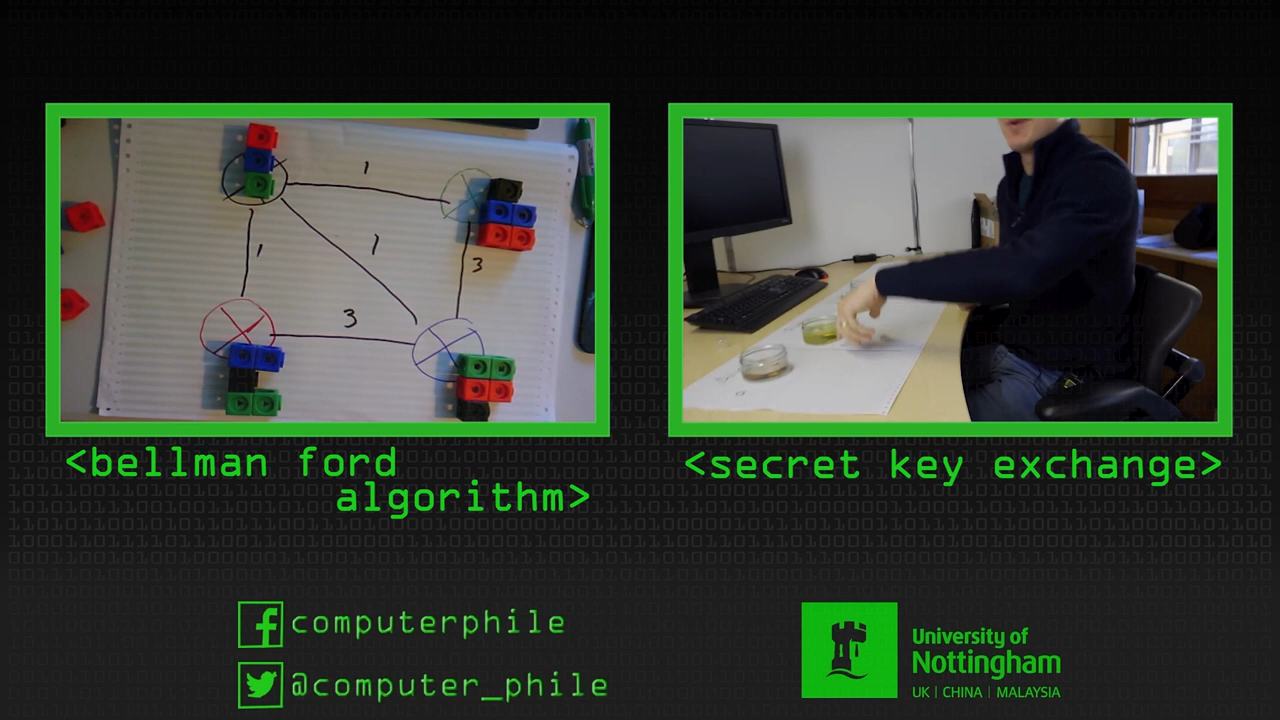 1
1
1
3
3
<bellman ford
algorithm>
<secret key exchange>
computerphile
@computer_phile
University of
Nottingham
UK | CHINA | MALAYSIA